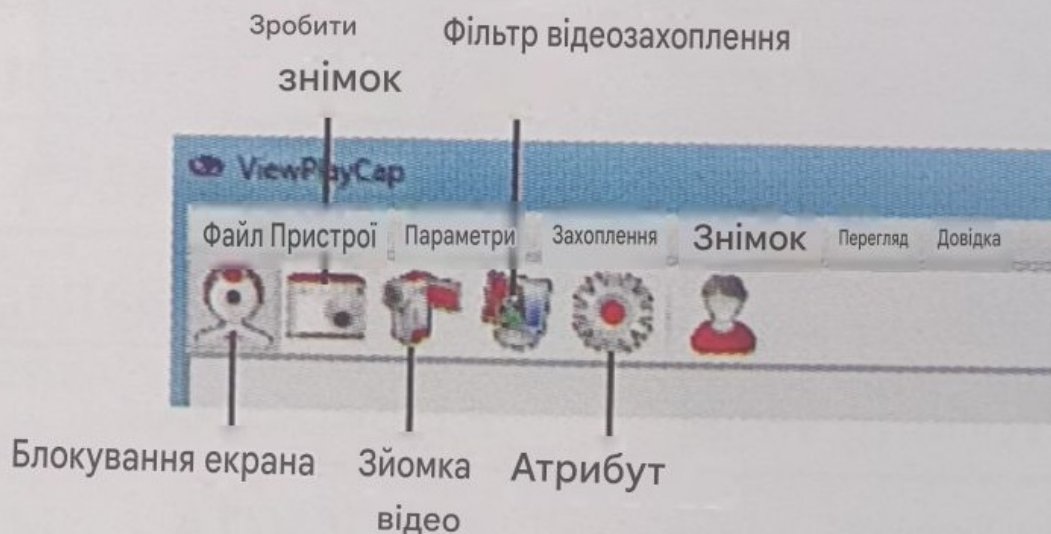 Зробити
знімок
Фільтр відеозахоплення
ViewPlayCap
Файл Пристрої Параметри Захоплення Знімок Перегляд Довідка
Блокування екрана
Зйомка
відео
Атрибут